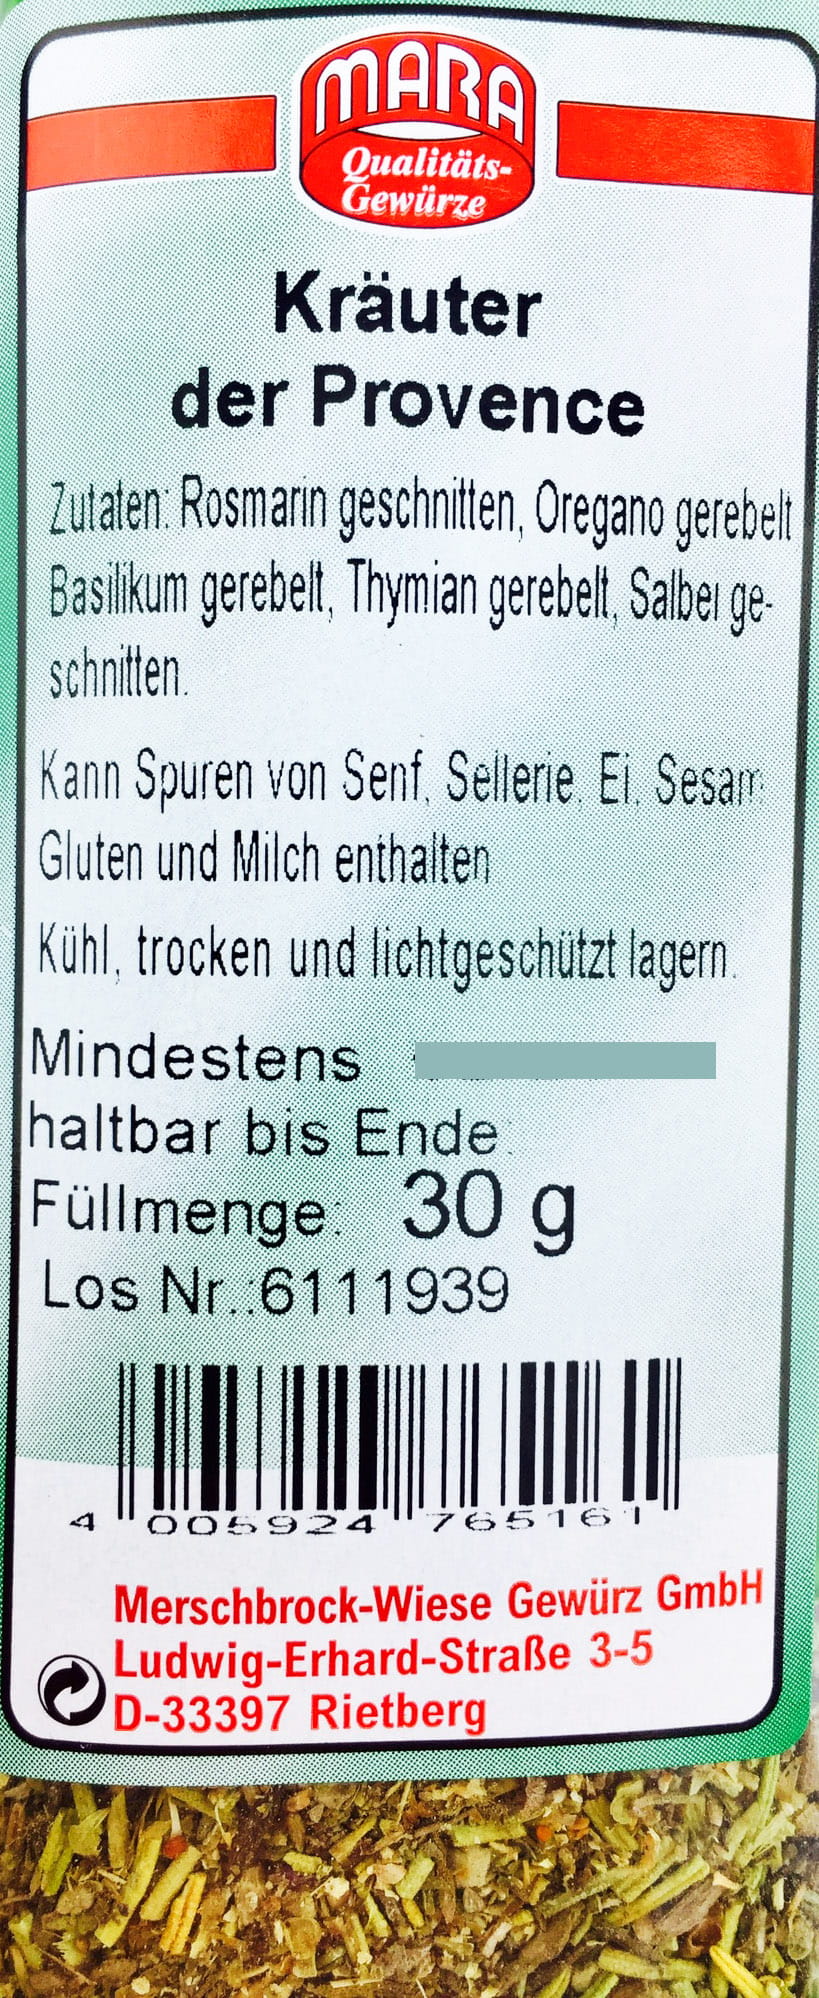 MARA
Qualitäts-
Gewürze
Kräuter
der Provence
Zutaten: Rosmarin geschnitten, Oregano gerebelt
Basilikum gerebelt, Thymian gerebelt, Salbei ge-
schnitten.
Kann Spuren von Senf, Sellerie, Ei, Sesam
Gluten und Milch enthalten
Kühl, trocken und lichtgeschützt lagern.
Mindestens
haltbar bis Ende:
Füllmenge: 30 g
Los Nr.:6111939
4 005924 765161
Merschbrock-Wiese Gewürz GmbH
Ludwig-Erhard-Straße 3-5
D-33397 Rietberg